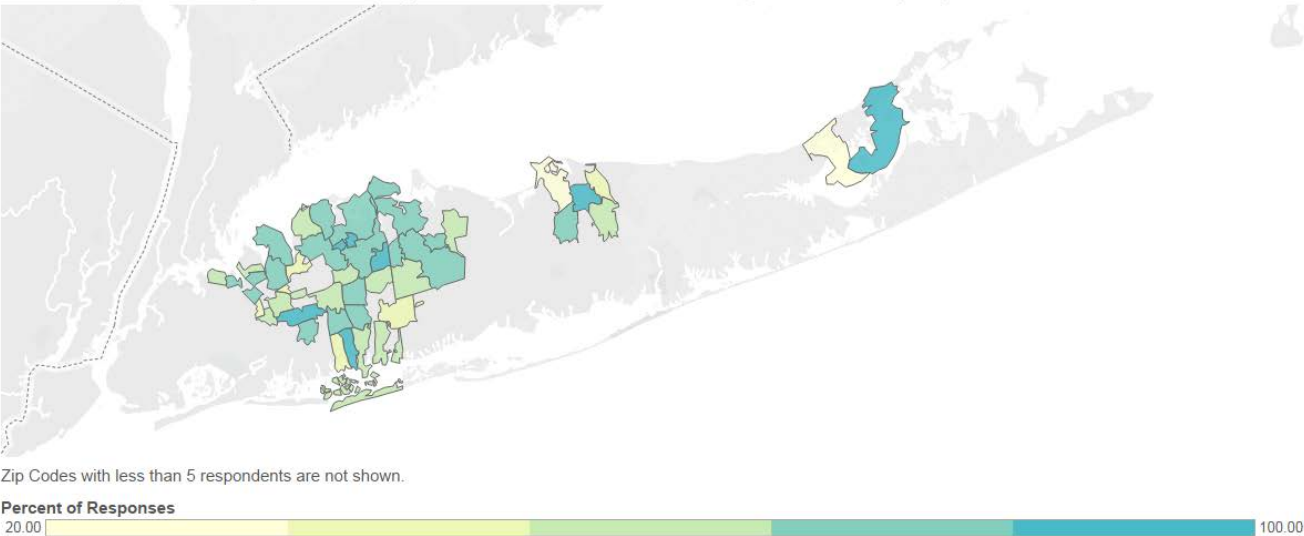 Zip Codes with less than 5 respondents are not shown.
Percent of Responses
20.00 100.00